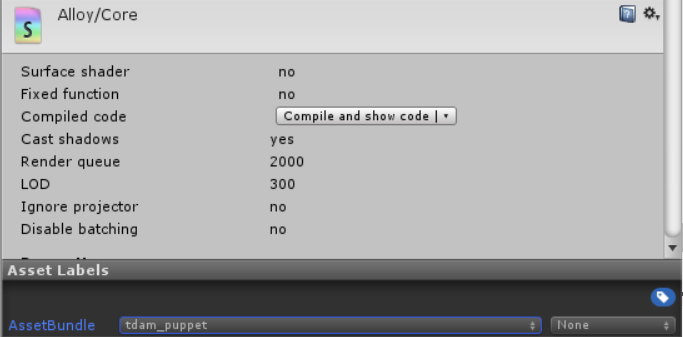 Alloy/Core
S
Surface shader no
Fixed function no
Compiled code Compile and show code | ▾
Cast shadows yes
Render queue 2000
LOD 300
Ignore projector no
Disable batching no
Asset Labels
AssetBundle tdam_puppet None